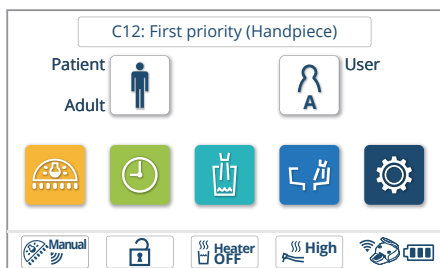 C12: First priority (Handpiece)
Patient
User
Adult
A
Manual
Heater
OFF
High